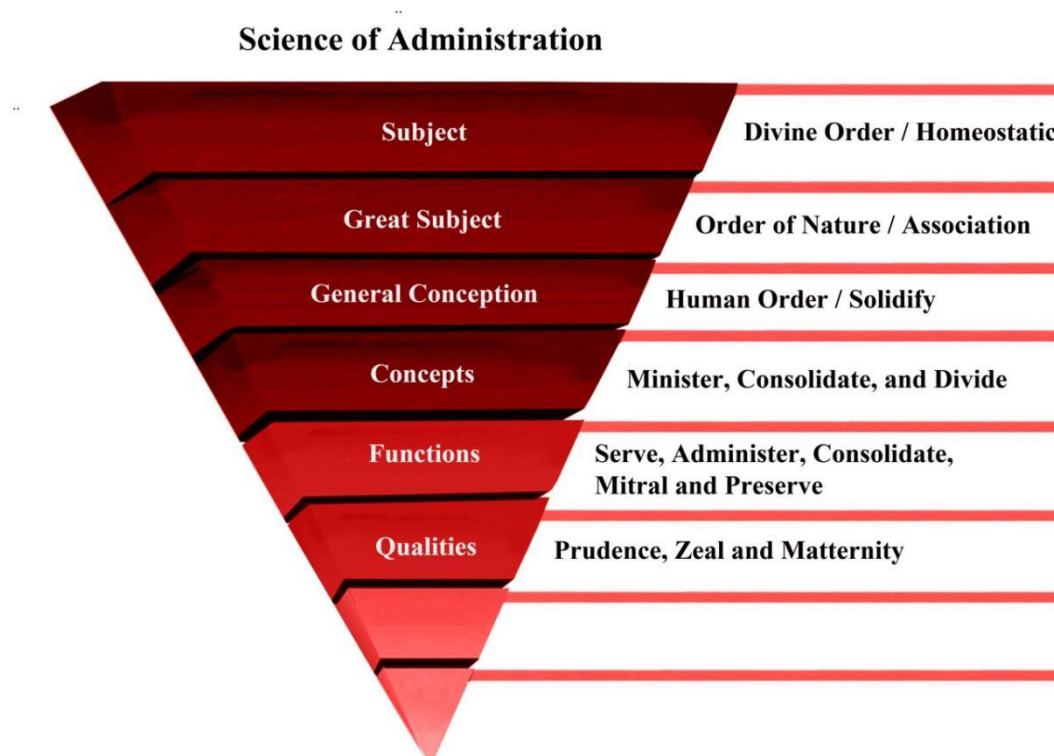 Science of Administration
Subject
Divine Order / Homeostatic
Great Subject
Order of Nature / Association
General Conception
Human Order / Solidify
Concepts
Minister, Consolidate, and Divide
Functions
Serve, Administer, Consolidate,
Mitral and Preserve
Qualities
Prudence, Zeal and Matternity